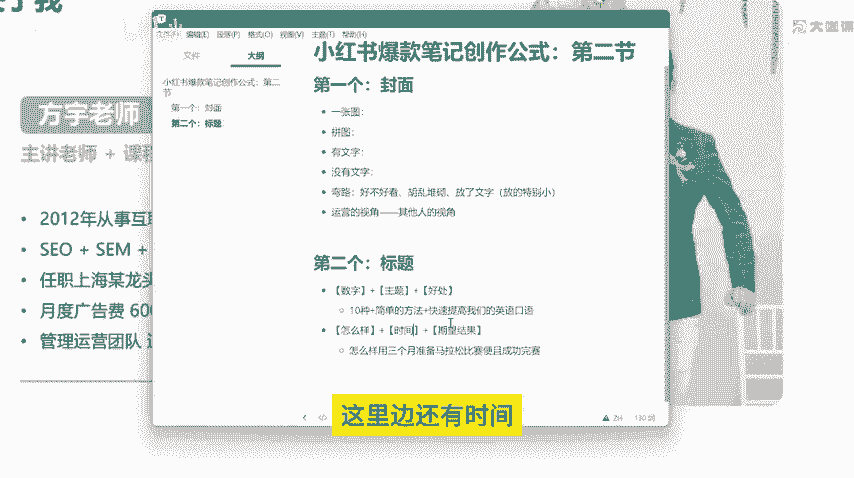 大咖课
文件(F) 编辑(E) 段落(P) 格式(O) 视图(V) 主题(T) 帮助(H)
文件 大纲
小红书爆款笔记创作公式：第二节
第一个：封面
第二个：标题
小红书爆款笔记创作公式：第二节
第一个：封面
一张图：
拼图：
有文字：
没有文字：
弯路：好不好看、胡乱堆砌、放了文字（放的特别小）
运营的视角——其他人的视角
第二个：标题
【数字】+【主题】+【好处】
10种+简单的方法+快速提高我们的英语口语
【怎么样】+【时间】+【期望结果】
怎么样用三个月准备马拉松比赛便且成功完赛
ZH 130 词
方宇老师
主讲老师 + 课程
2012年从事互联
SEO + SEM +
任职上海某龙头
月度广告费 600
管理运营团队
这里边还有时间